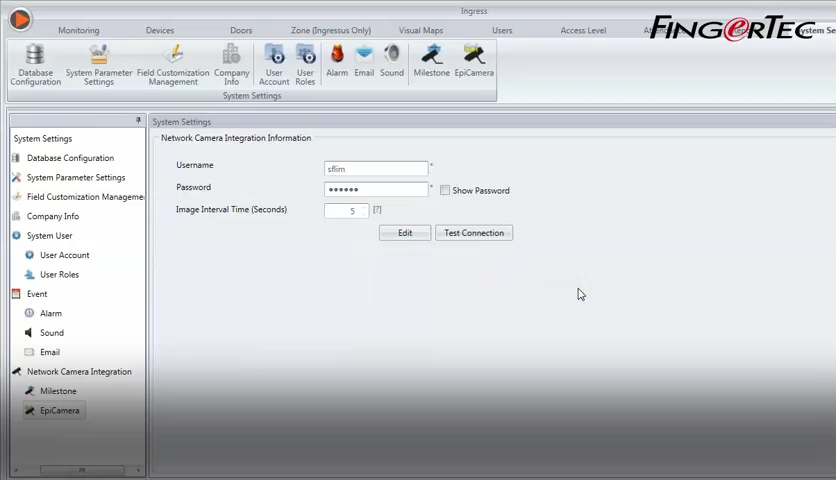 Ingress
FINGERTEC
Monitoring Devices Doors Zone (Ingressus Only) Visual Maps Users Access Level System Se
Database Configuration
System Parameter Settings
Field Customization Management
Company Info
User Account
User Roles
Alarm
Email
Sound
Milestone
EpiCamera
System Settings
System Settings
Database Configuration
System Parameter Settings
Field Customization Manageme
Company Info
System User
User Account
User Roles
Event
Alarm
Sound
Email
Network Camera Integration
Milestone
EpiCamera
System Settings
Network Camera Integration Information
Username sflim *
Password ●●●●●● * Show Password
Image Interval Time (Seconds) 5 [?]
Edit Test Connection